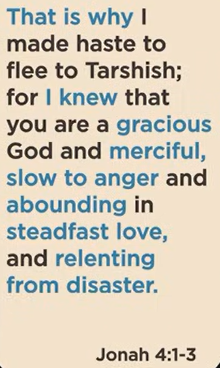 That is why I
made haste to
flee to Tarshish;
for I knew that
you are a gracious
God and merciful,
slow to anger and
abounding in
steadfast love,
and relenting
from disaster.
Jonah 4:1-3